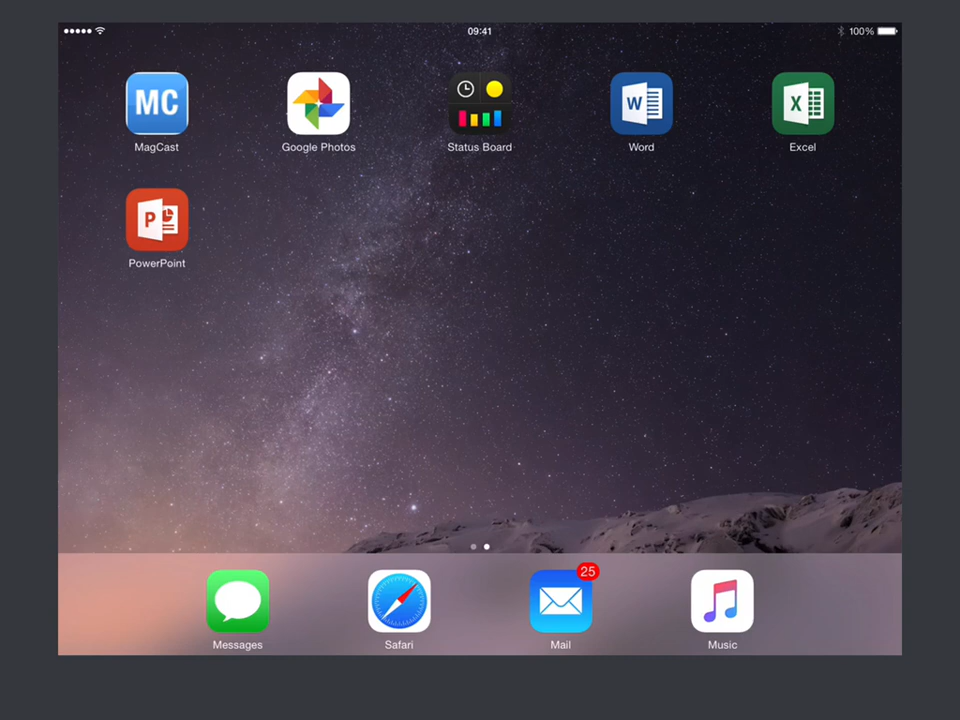 09:41
100%
MC
MagCast
Google Photos
Status Board
W
Word
X
Excel
P
PowerPoint
25
Messages
Safari
Mail
Music